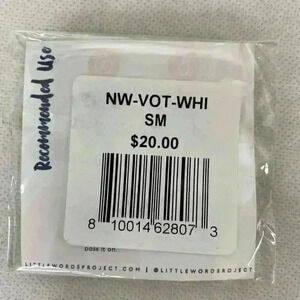 Recommended Use
NW-VOT-WHI
SM
$20.00
8 10014 62807 3
pass it on.
LITTLEWORDSPROJECT.COM | @LITTLEWORDSPROJECT